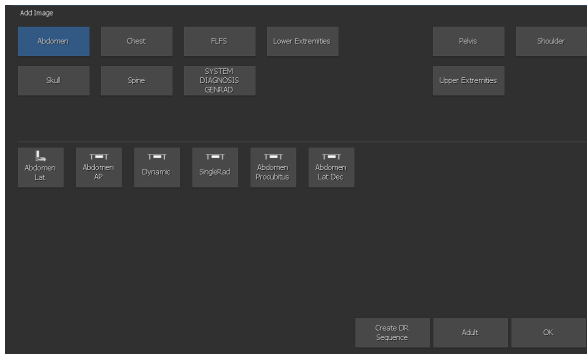 Add Image
Abdomen
Chest
FLFS
Lower Extremities
Pelvis
Shoulder
Skull
Spine
SYSTEM
DIAGNOSIS
GENRAD
Upper Extremities
Abdomen
Lat
Abdomen
AP
Dynamic
SingleRad
Abdomen
Procubitus
Abdomen
Lat Dec
Create DR
Sequence
Adult
OK